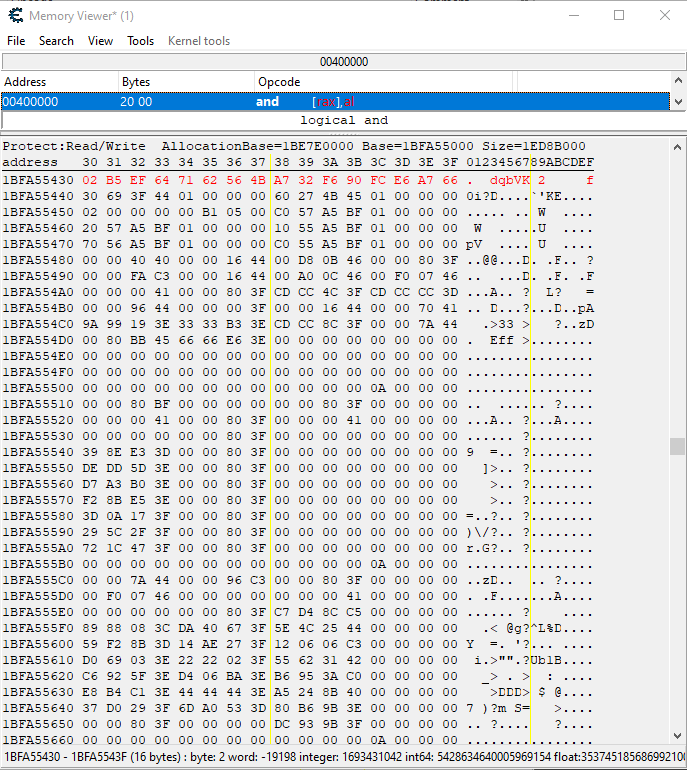 Memory Viewer* (1)
File Search View Tools Kernel tools
00400000
Address Bytes Opcode
00400000 20 00 and [rax],al
logical and
Protect:Read/Write AllocationBase=1BE7E0000 Base=1BFA55000 Size=1ED8B000
address 30 31 32 33 34 35 36 37 38 39 3A 3B 3C 3D 3E 3F 0123456789ABCDEF
1BFA55430 02 B5 EF 64 71 62 56 4B A7 32 F6 90 FC E6 A7 66 . dqbVK 2 f
1BFA55440 30 69 3F 44 01 00 00 00 60 27 4B 45 01 00 00 00 0i?D....`'KE....
1BFA55450 02 00 00 00 00 B1 05 00 C0 57 A5 BF 01 00 00 00 ..... .. W ....
1BFA55460 20 57 A5 BF 01 00 00 00 10 55 A5 BF 01 00 00 00 W .....U ....
1BFA55470 70 56 A5 BF 01 00 00 00 C0 55 A5 BF 01 00 00 00 pV .... U ....
1BFA55480 00 00 40 40 00 00 16 44 00 D8 0B 46 00 00 80 3F ..@@...D. .F.. ?
1BFA55490 00 00 FA C3 00 00 16 44 00 A0 0C 46 00 F0 07 46 .. ...D. .F. .F
1BFA554A0 00 00 00 41 00 00 80 3F CD CC 4C 3F CD CC CC 3D ...A.. ? L? =
1BFA554B0 00 00 96 44 00 00 00 3F 00 00 16 44 00 00 70 41 .. D...?...D..pA
1BFA554C0 9A 99 19 3E 33 33 B3 3E CD CC 8C 3F 00 00 7A 44 .>33 > ?..zD
1BFA554D0 00 80 BB 45 66 66 E6 3E 00 00 00 00 00 00 00 00 . Eff >........
1BFA554E0 00 00 00 00 00 00 00 00 00 00 00 00 00 00 00 00 ................
1BFA554F0 00 00 00 00 00 00 00 00 00 00 00 00 00 00 00 00 ................
1BFA55500 00 00 00 00 00 00 00 00 00 00 00 00 0A 00 00 00 ................
1BFA55510 00 00 80 BF 00 00 00 00 00 00 80 3F 00 00 00 00 .. ...... ?....
1BFA55520 00 00 00 41 00 00 80 3F 00 00 00 41 00 00 00 00 ...A.. ?...A....
1BFA55530 00 00 00 00 00 00 80 3F 00 00 00 00 00 00 00 00 ...... ?........
1BFA55540 39 8E E3 3D 00 00 80 3F 00 00 00 00 00 00 00 00 9 =.. ?........
1BFA55550 DE DD 5D 3E 00 00 80 3F 00 00 00 00 00 00 00 00 ]>.. ?........
1BFA55560 D7 A3 B0 3E 00 00 80 3F 00 00 00 00 00 00 00 00 >.. ?........
1BFA55570 F2 8B E5 3E 00 00 80 3F 00 00 00 00 00 00 00 00 >.. ?........
1BFA55580 3D 0A 17 3F 00 00 80 3F 00 00 00 00 00 00 00 00 =..?.. ?........
1BFA55590 29 5C 2F 3F 00 00 80 3F 00 00 00 00 00 00 00 00 )\/?.. ?........
1BFA555A0 72 1C 47 3F 00 00 80 3F 00 00 00 00 00 00 00 00 r.G?.. ?........
1BFA555B0 00 00 00 00 00 00 00 00 00 00 00 00 0A 00 00 00 ................
1BFA555C0 00 00 7A 44 00 00 96 C3 00 00 80 3F 00 00 00 00 ..zD.. .. ?....
1BFA555D0 00 F0 07 46 00 00 00 00 00 00 00 41 00 00 00 00 . .F.......A....
1BFA555E0 00 00 00 00 00 00 80 3F C7 D4 8C C5 00 00 00 00 ...... ? ....
1BFA555F0 89 88 08 3C DA 40 67 3F 5E 4C 25 44 00 00 00 00 .< @g?^L%D....
1BFA55600 59 F2 8B 3D 14 AE 27 3F 12 06 06 C3 00 00 00 00 Y =. '?... ....
1BFA55610 D0 69 03 3E 22 22 02 3F 55 62 31 42 00 00 00 00 i.>"".?Ub1B....
1BFA55620 C6 92 5F 3E D4 06 BA 3E B6 95 3A C0 00 00 00 00 _> . > : ....
1BFA55630 E8 B4 C1 3E 44 44 44 3E A5 24 8B 40 00 00 00 00 >DDD> $ @....
1BFA55640 37 D0 29 3F 6D A0 53 3D 80 B6 9B 3E 00 00 00 00 7 )?m S= >....
1BFA55650 00 00 80 3F 00 00 00 00 DC 93 9B 3F 00 00 00 00 .. ?.... ?....
1BFA55660 00 00 00 00 00 00 00 00 00 00 00 00 0A 00 00 00 ................
1BFA55430 - 1BFA5543F (16 bytes) : byte: 2 word: -19198 integer: 1693431042 int64: 5428634640005969154 float:353745185686992100